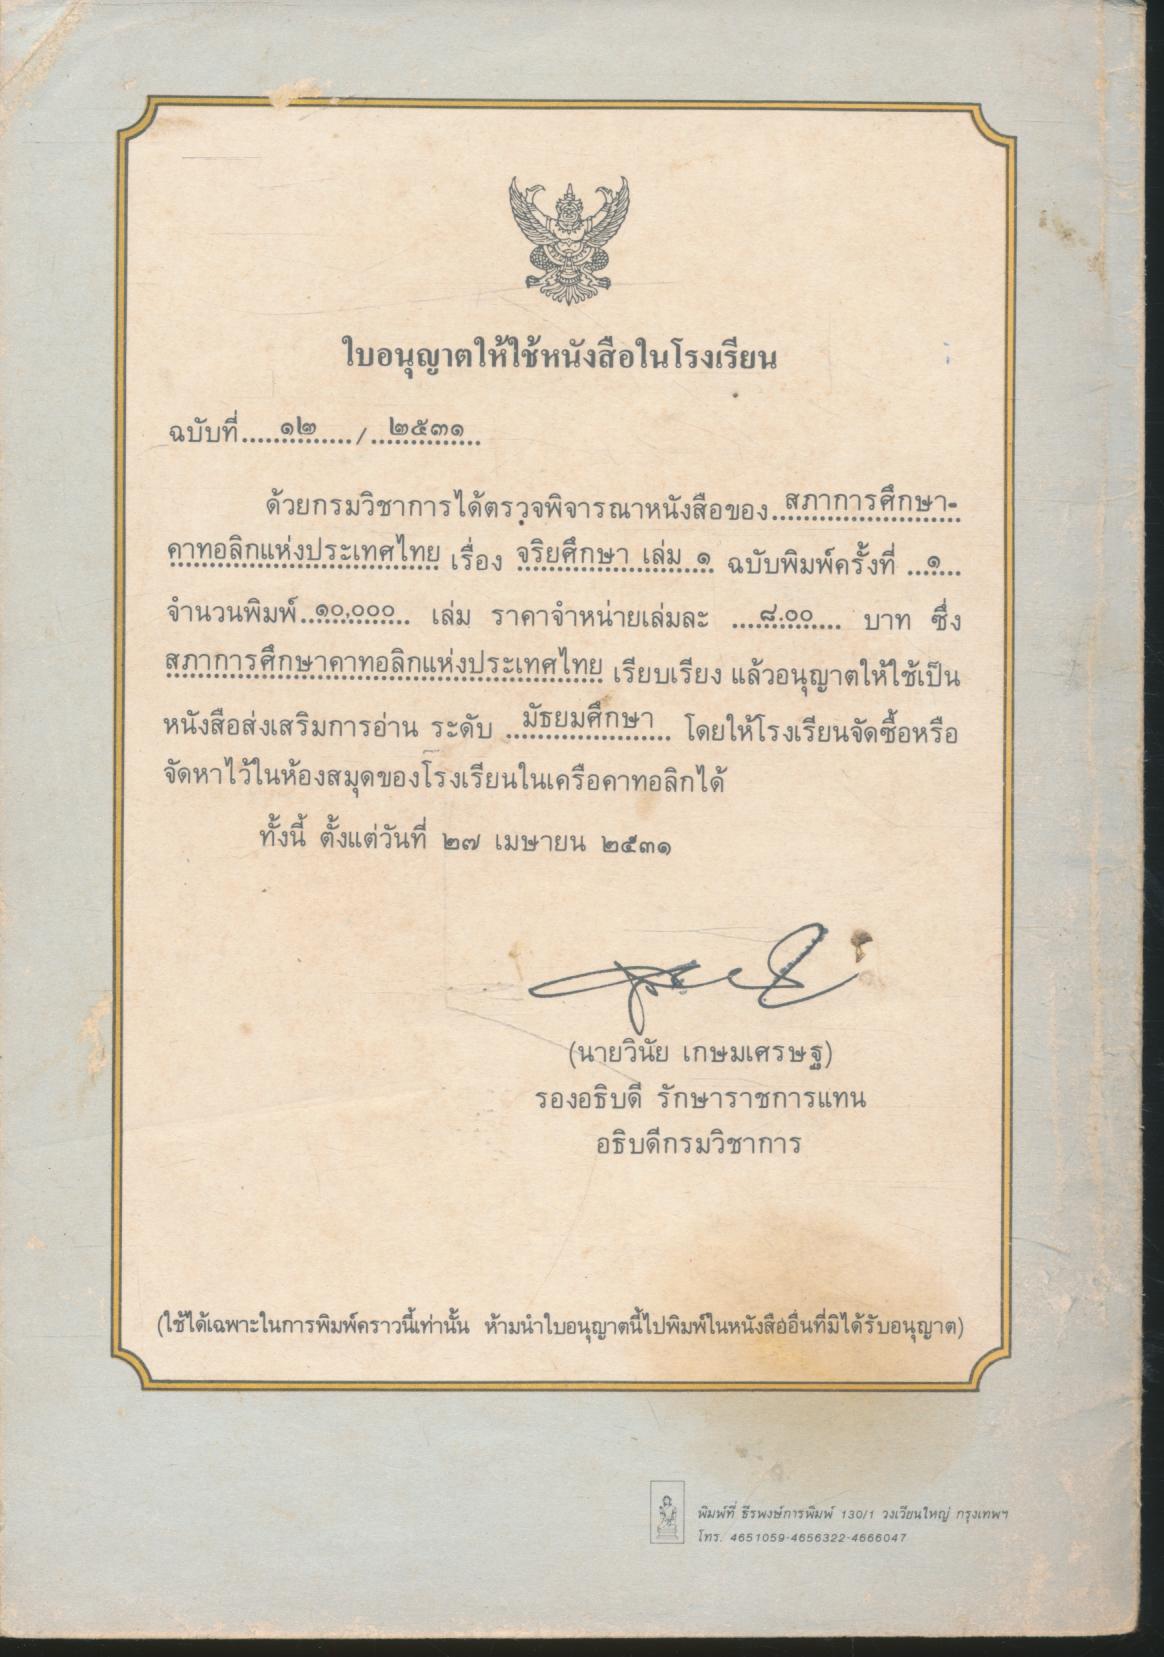 ใบอนุญาตให้ใช้หนังสือในโรงเรียน
ฉบับที่.....๑๒...../.....๒๕๓๑.....
ด้วยกรมวิชาการได้ตรวจพิจารณาหนังสือของ สภาการศึกษา-
คาทอลิกแห่งประเทศไทย เรื่อง จริยศึกษา เล่ม ๑ ฉบับพิมพ์ครั้งที่ ...๑...
จำนวนพิมพ์..๑๐,๐๐๐.. เล่ม ราคาจำหน่ายเล่มละ ...๘.๐๐... บาท ซึ่ง
สภาการศึกษาคาทอลิกแห่งประเทศไทย เรียบเรียง แล้วอนุญาตให้ใช้เป็น
หนังสือส่งเสริมการอ่าน ระดับ ..มัธยมศึกษา.. โดยให้โรงเรียนจัดซื้อหรือ
จัดหาไว้ในห้องสมุดของโรงเรียนในเครือคาทอลิกได้
ทั้งนี้ ตั้งแต่วันที่ ๒๗ เมษายน ๒๕๓๑
(นายวินัย เกษมเศรษฐ)
รองอธิบดี รักษาราชการแทน
อธิบดีกรมวิชาการ
(ใช้ได้เฉพาะในการพิมพ์คราวนี้เท่านั้น ห้ามนำใบอนุญาตนี้ไปพิมพ์ในหนังสืออื่นที่มิได้รับอนุญาต)
พิมพ์ที่ ธีรพงษ์การพิมพ์ 130/1 วงเวียนใหญ่ กรุงเทพฯ
โทร. 4651059-4656322-4666047